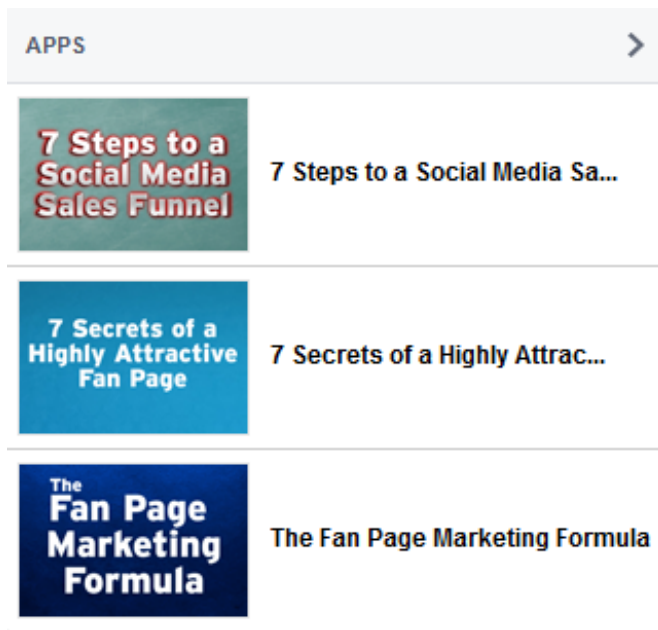 APPS
7 Steps to a
Social Media
Sales Funnel
7 Steps to a Social Media Sa...
7 Secrets of a
Highly Attractive
Fan Page
7 Secrets of a Highly Attrac...
The
Fan Page
Marketing
Formula
The Fan Page Marketing Formula